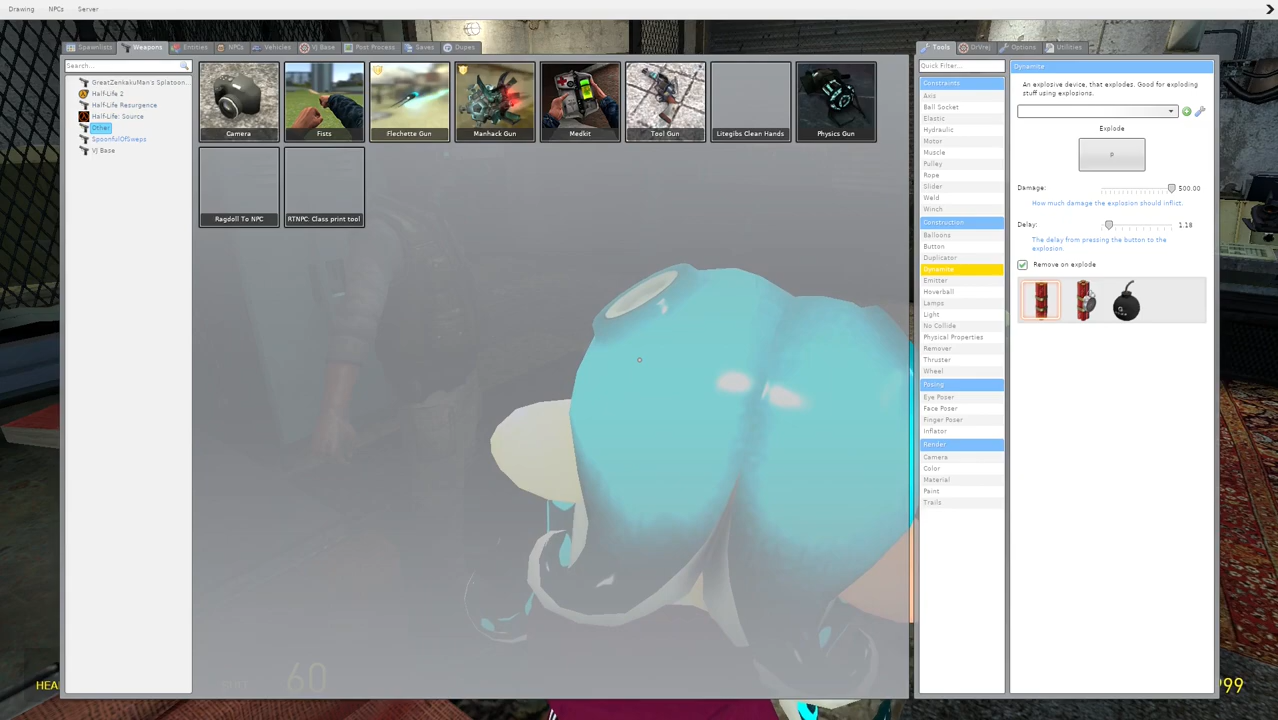 Drawing NPCs Server
Spawnlists Weapons Entities NPCs Vehicles VJ Base Post Process Saves Dupes
Search...
GreatZenkakuMan's Splatoon...
Half-Life 2
Half-Life Resurgence
Half-Life: Source
Other
SpoonfulOfSweps
VJ Base
Camera
Fists
Flechette Gun
Manhack Gun
Medkit
Tool Gun
Litegibs Clean Hands
Physics Gun
Ragdoll To NPC
RTNPC: Class print tool
Tools OrVrej Options Utilities
Quick Filter...
Constraints
Axis
Ball Socket
Elastic
Hydraulic
Motor
Muscle
Pulley
Rope
Slider
Weld
Winch
Construction
Balloons
Button
Duplicator
Dynamite
Emitter
Hoverball
Lamps
Light
No Collide
Physical Properties
Remover
Thruster
Wheel
Posing
Eye Poser
Face Poser
Finger Poser
Inflator
Render
Camera
Color
Material
Paint
Trails
Dynamite
An explosive device, that explodes. Good for exploding
stuff using explosions.
Explode
Damage: 500.00
How much damage the explosion should inflict.
Delay: 1.18
The delay from pressing the button to the
explosion.
Remove on explode
HEA
60
99